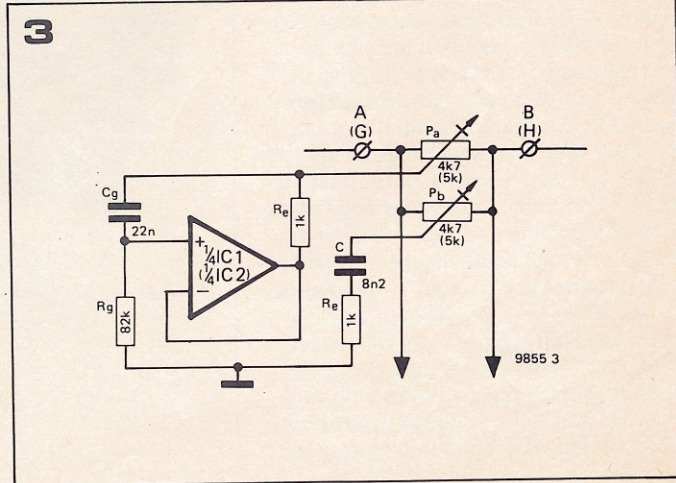 3
A
(G)
B
(H)
Pa
4k7
(5k)
Pb
4k7
(5k)
Cg
22n
Re
1k
+
¼IC1
(¼IC2)
−
C
8n2
Rg
82k
Re
1k
9855 3